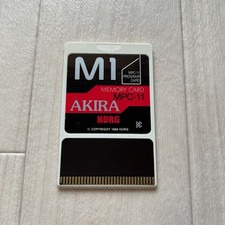 M1
MPC-11
PROGRAM
CARD
MEMORY CARD
MPC-11
AKIRA
KORG
© COPYRIGHT 1988 KORG